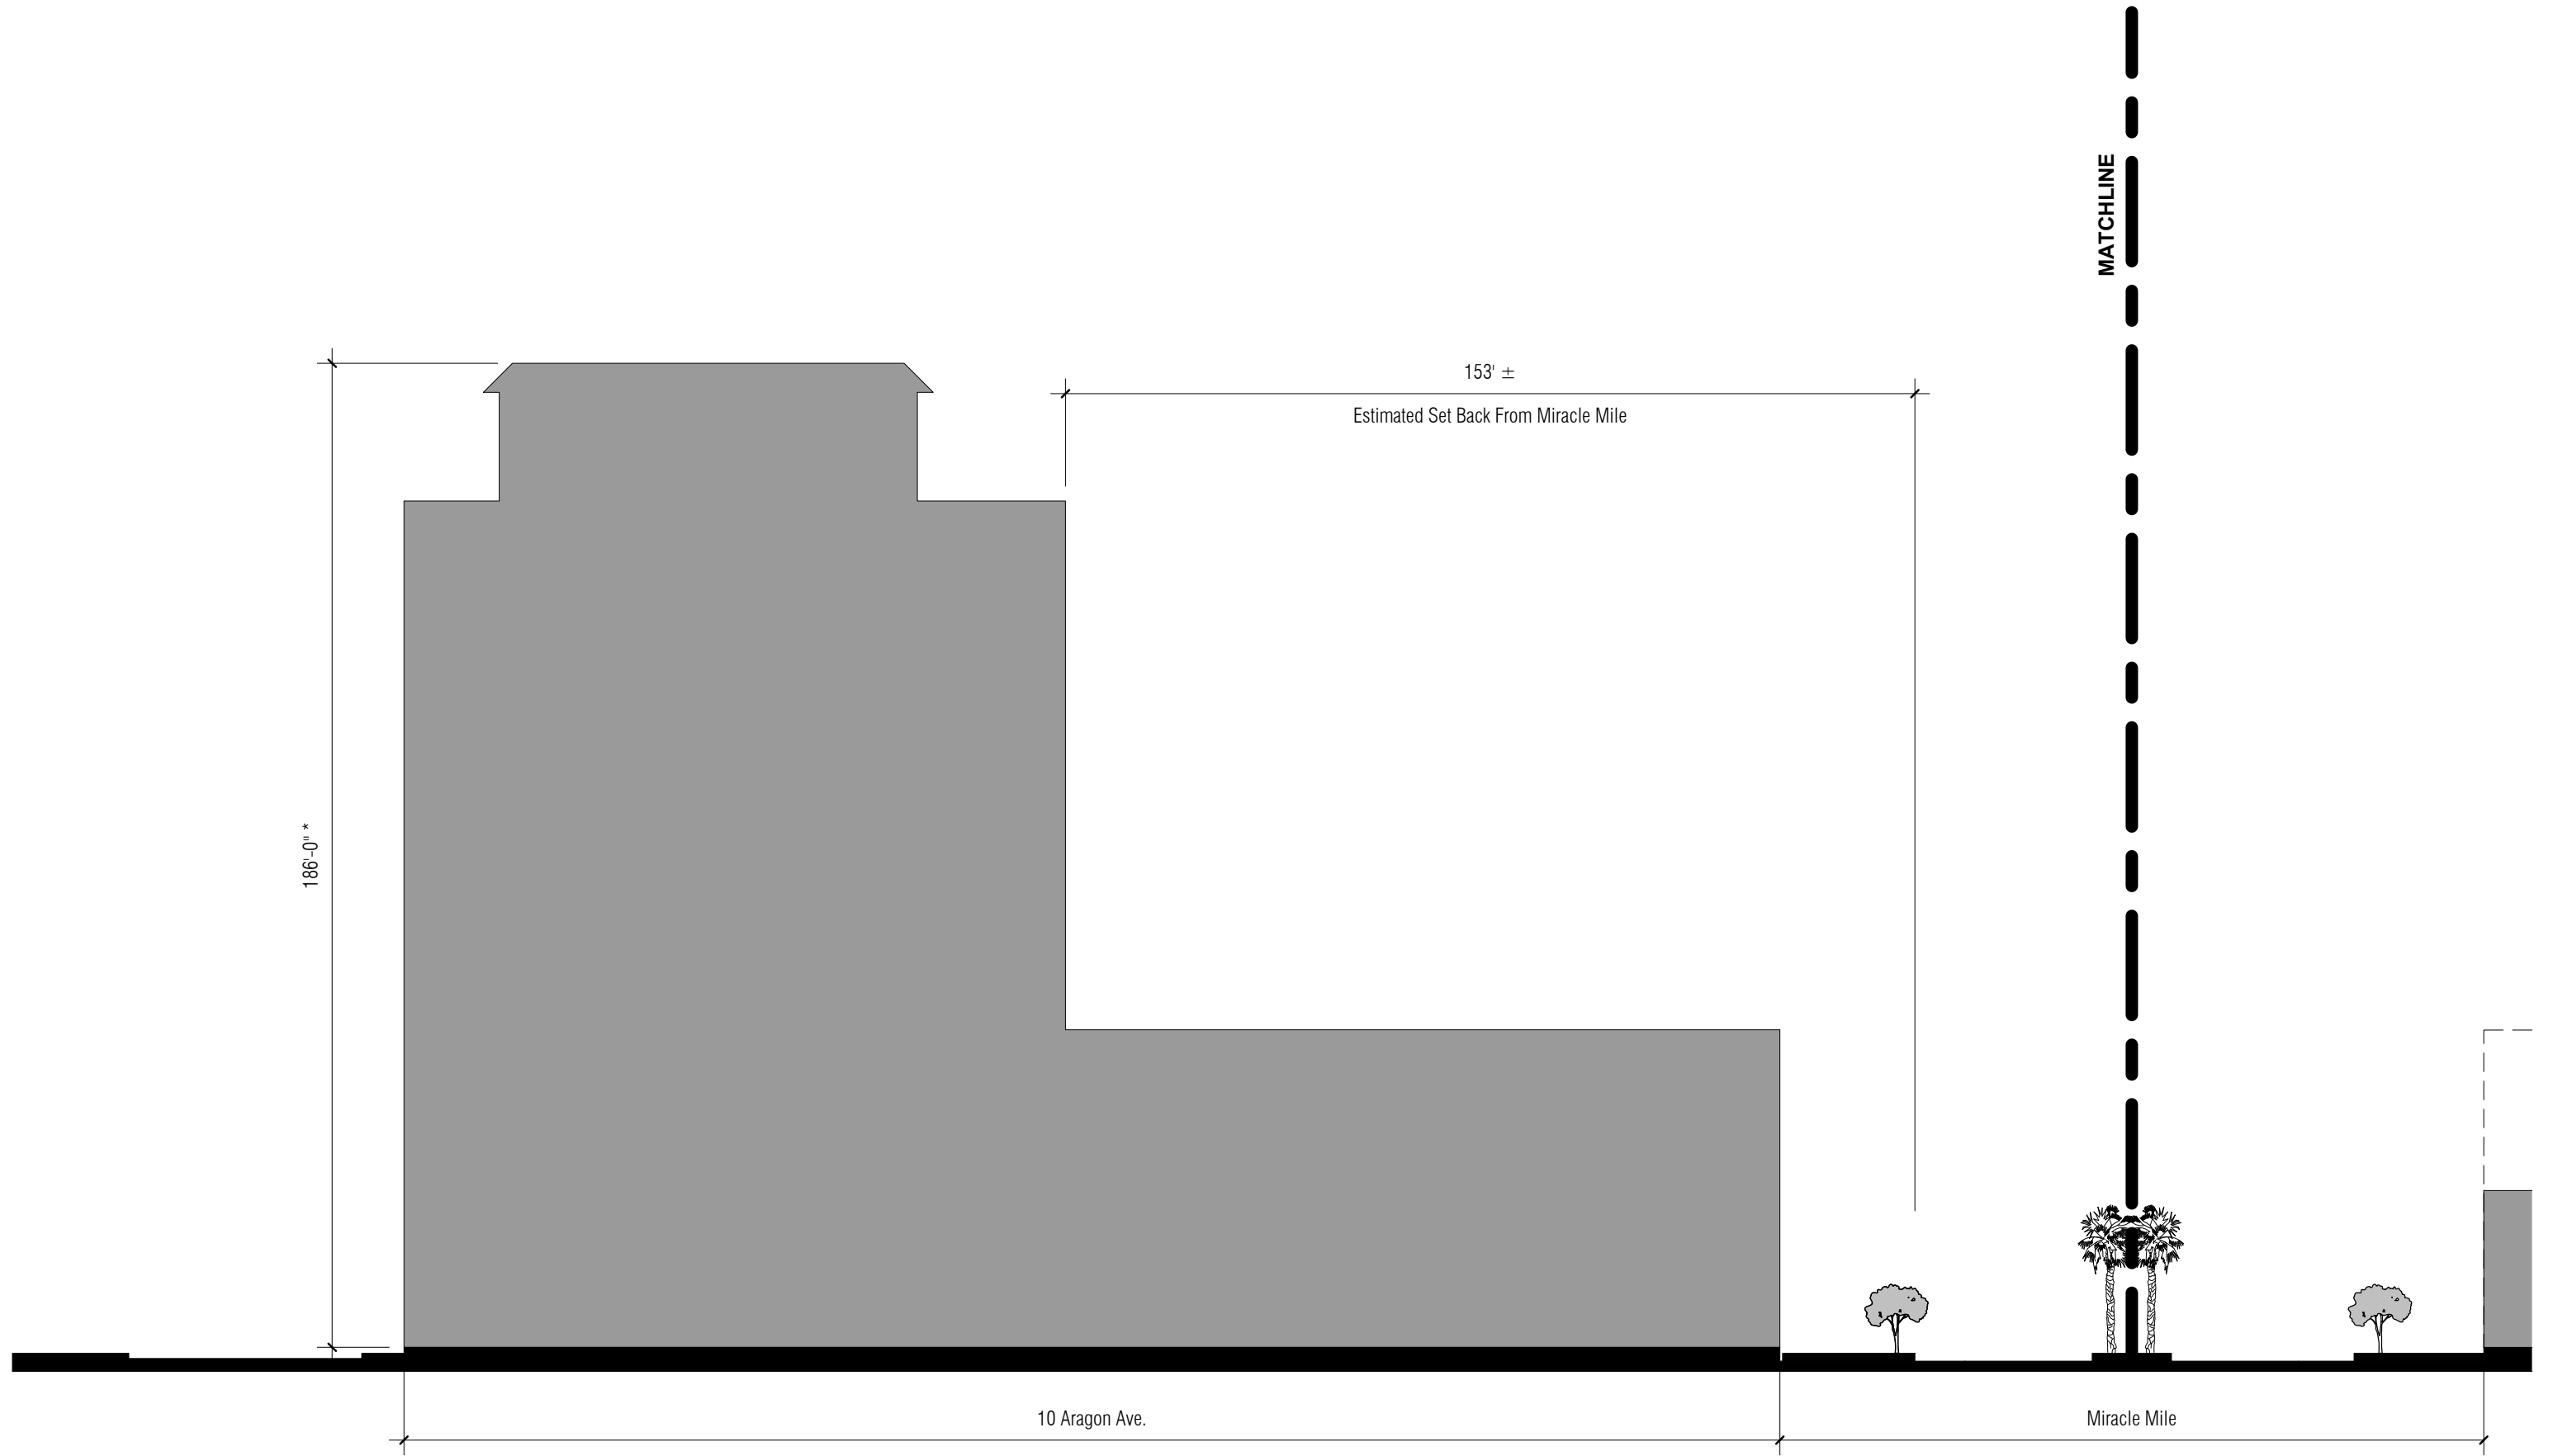 MATCHLINE
153' ±
Estimated Set Back From Miracle Mile
186'-0" *
10 Aragon Ave.
Miracle Mile